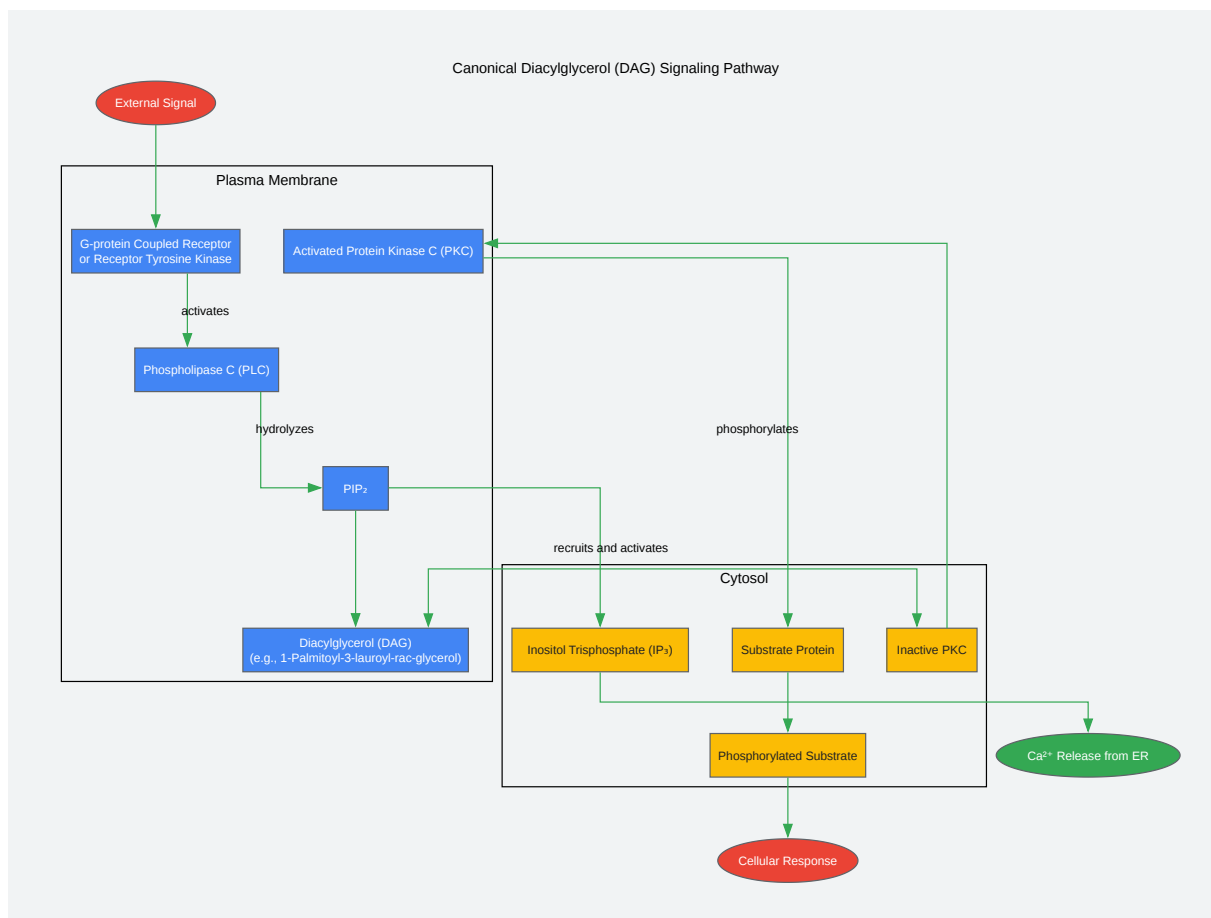 Canonical Diacylglycerol (DAG) Signaling Pathway
External Signal
Plasma Membrane
G-protein Coupled Receptor
or Receptor Tyrosine Kinase
Activated Protein Kinase C (PKC)
activates
Phospholipase C (PLC)
hydrolyzes
phosphorylates
PIP₂
recruits and activates
Cytosol
Diacylglycerol (DAG)
(e.g., 1-Palmitoyl-3-lauroyl-rac-glycerol)
Inositol Trisphosphate (IP₃)
Substrate Protein
Inactive PKC
Phosphorylated Substrate
Ca²⁺ Release from ER
Cellular Response